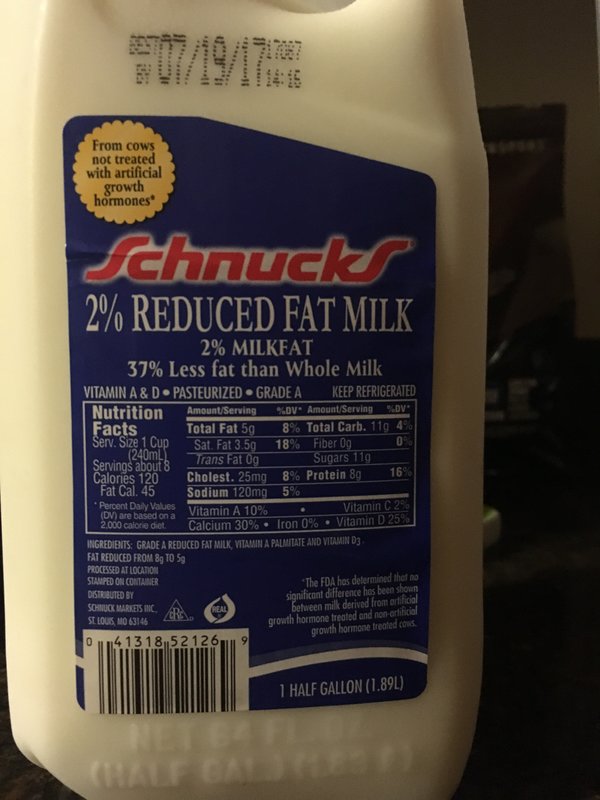 BEST BY 07/19/17 17087
14:16
From cows
not treated
with artificial
growth
hormones*
Schnucks
2% REDUCED FAT MILK
2% MILKFAT
37% Less fat than Whole Milk
VITAMIN A & D • PASTEURIZED • GRADE A KEEP REFRIGERATED
Nutrition
Facts
Serv. Size 1 Cup
(240mL)
Servings about 8
Calories 120
Fat Cal. 45
* Percent Daily Values
(DV) are based on a
2,000 calorie diet.
Amount/Serving %DV* Amount/Serving %DV*
Total Fat 5g 8% Total Carb. 11g 4%
Sat. Fat 3.5g 18% Fiber 0g 0%
Trans Fat 0g Sugars 11g
Cholest. 25mg 8% Protein 8g 16%
Sodium 120mg 5%
Vitamin A 10% • Vitamin C 2%
Calcium 30% • Iron 0% • Vitamin D 25%
INGREDIENTS: GRADE A REDUCED FAT MILK, VITAMIN A PALMITATE AND VITAMIN D3.
FAT REDUCED FROM 8g TO 5g
PROCESSED AT LOCATION
STAMPED ON CONTAINER
DISTRIBUTED BY
SCHNUCK MARKETS INC.,
ST. LOUIS, MO 63146
REAL
*The FDA has determined that no
significant difference has been shown
between milk derived from artificial
growth hormone treated and non-artificial
growth hormone treated cows.
0 41318 52126 9
1 HALF GALLON (1.89L)
NET 64 FL. OZ.
(HALF GAL.) (1.89 L)